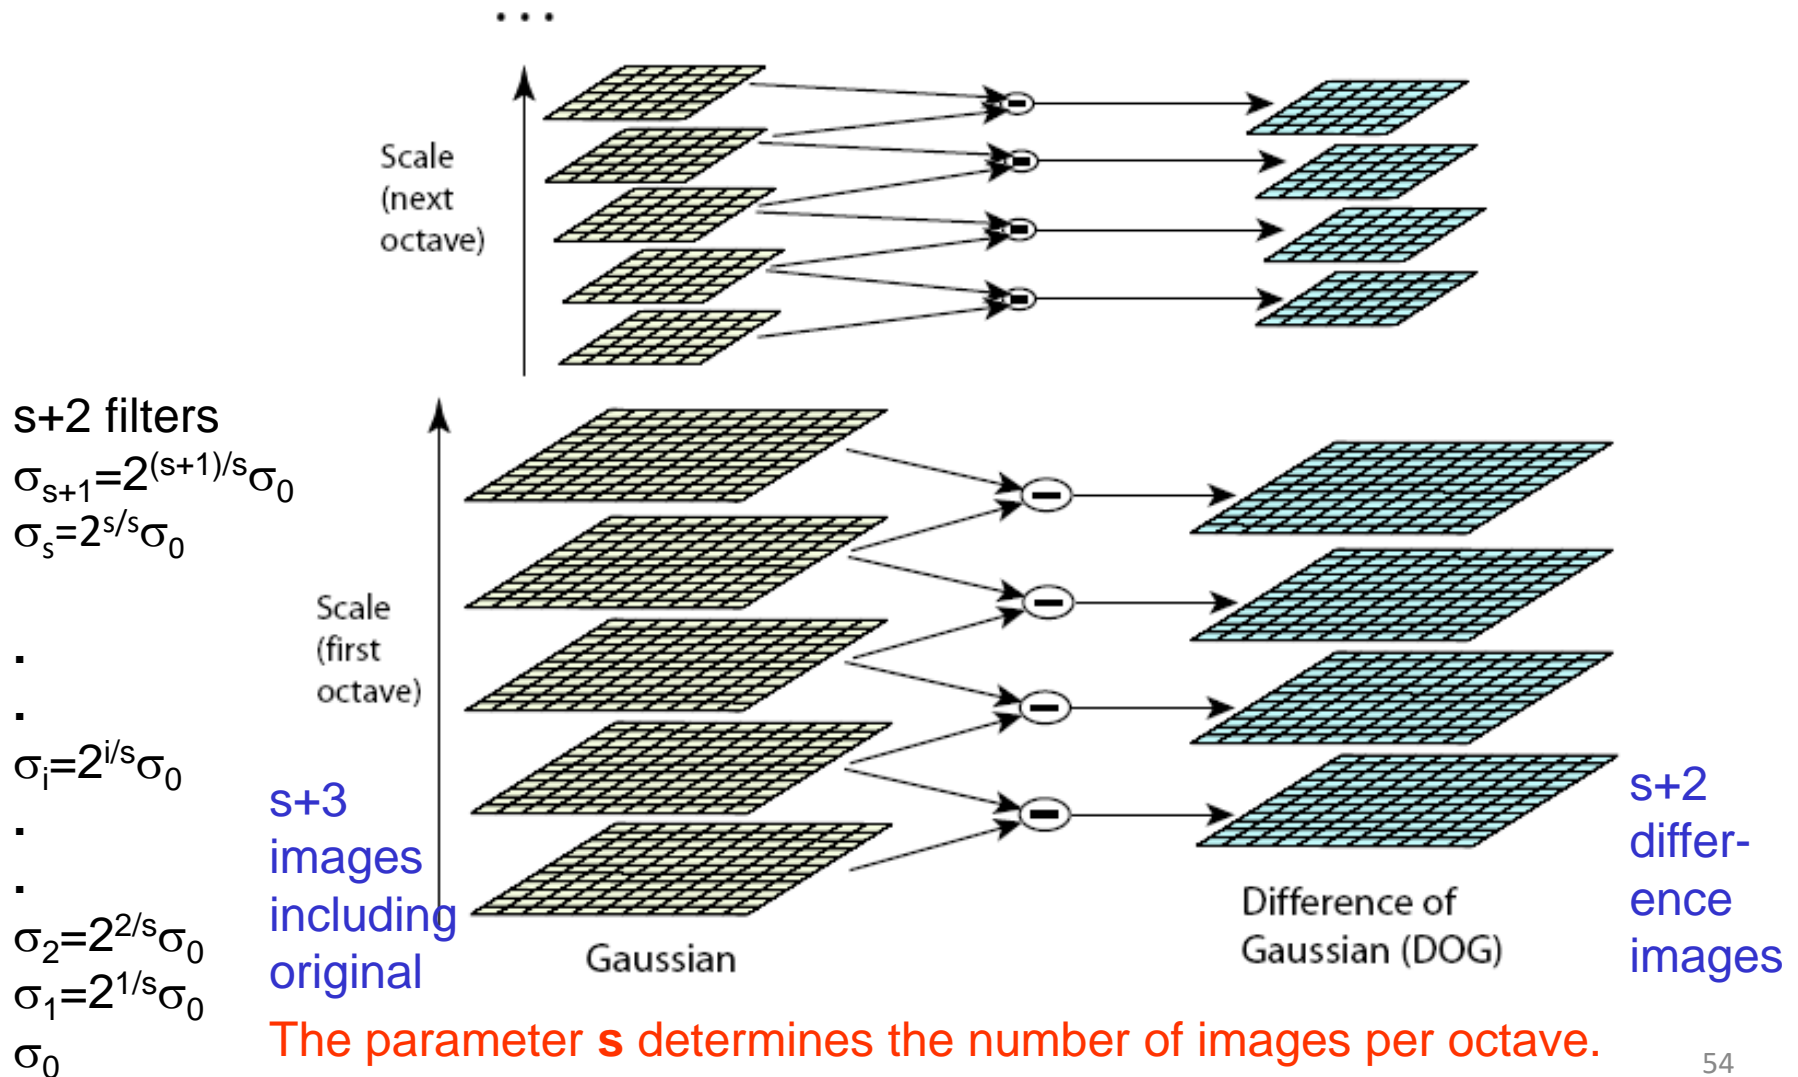 . . .
Scale
(next
octave)
s+2 filters
σs+1=2(s+1)/sσ0
σs=2s/sσ0
.
.
σi=2i/sσ0
.
.
σ2=22/sσ0
σ1=21/sσ0
σ0
Scale
(first
octave)
s+3
images
including
original
Gaussian
Difference of
Gaussian (DOG)
s+2
differ-
ence
images
The parameter s determines the number of images per octave.
54